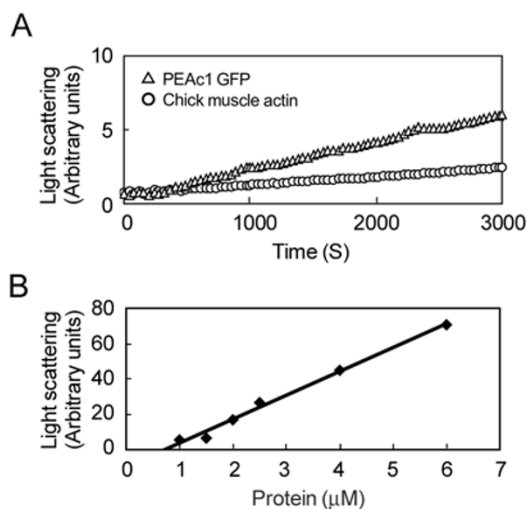 A
Light scattering
(Arbitrary units)
10
5
0
PEAc1 GFP
Chick muscle actin
0 1000 2000 3000
Time (S)
B
Light scattering
(Arbitrary units)
80
60
40
20
0
0 1 2 3 4 5 6 7
Protein (μM)